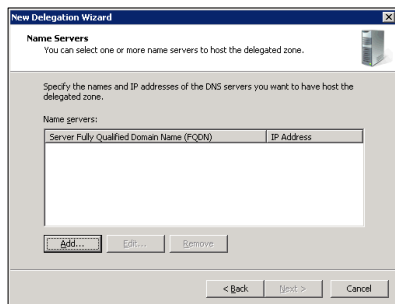 New Delegation Wizard
Name Servers
You can select one or more name servers to host the delegated zone.
Specify the names and IP addresses of the DNS servers you want to have host the
delegated zone.
Name servers:
Server Fully Qualified Domain Name (FQDN) IP Address
Add... Edit... Remove
< Back Next > Cancel